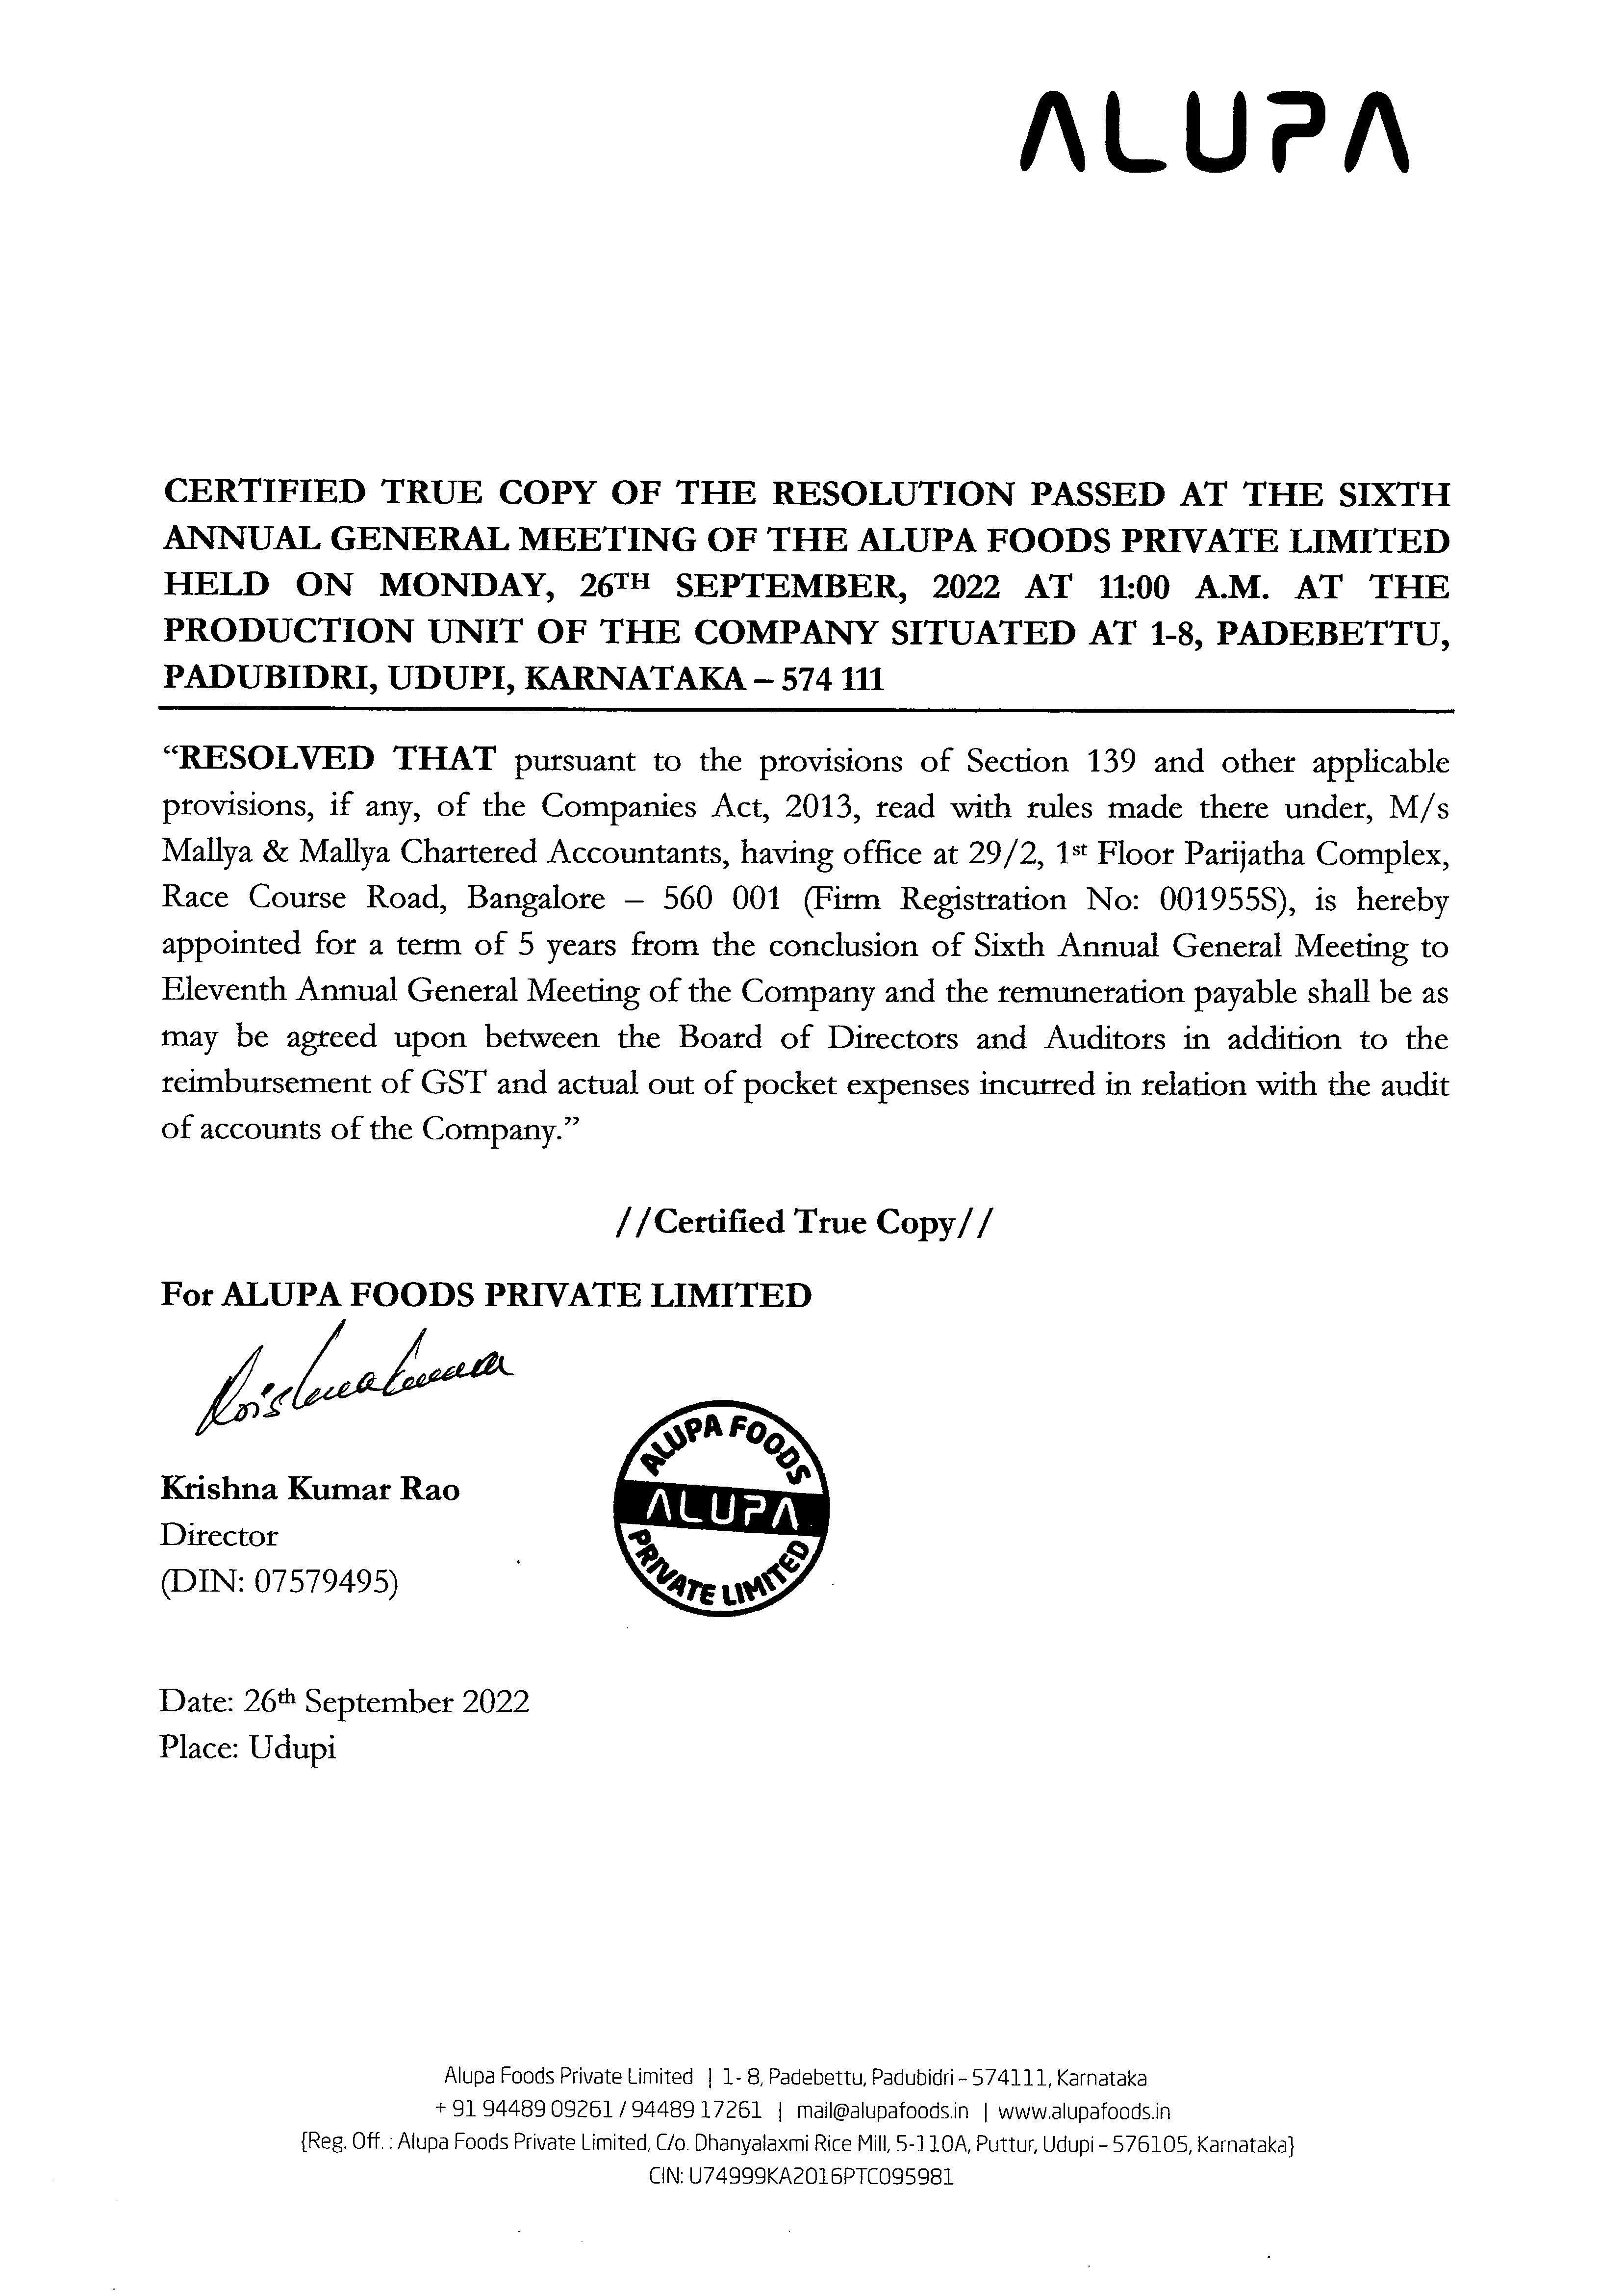 ALUPA
CERTIFIED TRUE COPY OF THE RESOLUTION PASSED AT THE SIXTH
ANNUAL GENERAL MEETING OF THE ALUPA FOODS PRIVATE LIMITED
HELD ON MONDAY, 26TH SEPTEMBER, 2022 AT 11:00 A.M. AT THE
PRODUCTION UNIT OF THE COMPANY SITUATED AT 1-8, PADEBETTU,
PADUBIDRI, UDUPI, KARNATAKA – 574 111
“RESOLVED THAT pursuant to the provisions of Section 139 and other applicable
provisions, if any, of the Companies Act, 2013, read with rules made there under, M/s
Mallya & Mallya Chartered Accountants, having office at 29/2, 1st Floor Parijatha Complex,
Race Course Road, Bangalore – 560 001 (Firm Registration No: 001955S), is hereby
appointed for a term of 5 years from the conclusion of Sixth Annual General Meeting to
Eleventh Annual General Meeting of the Company and the remuneration payable shall be as
may be agreed upon between the Board of Directors and Auditors in addition to the
reimbursement of GST and actual out of pocket expenses incurred in relation with the audit
of accounts of the Company.”
//Certified True Copy//
For ALUPA FOODS PRIVATE LIMITED
Krishnakumar
ALUPA FOODS
ALUPA
PRIVATE LIMITED
Krishna Kumar Rao
Director
(DIN: 07579495)
Date: 26th September 2022
Place: Udupi
Alupa Foods Private Limited | 1- 8, Padebettu, Padubidri – 574111, Karnataka
+ 91 94489 09261 / 94489 17261 | mail@alupafoods.in | www.alupafoods.in
{Reg. Off. : Alupa Foods Private Limited, C/o. Dhanyalaxmi Rice Mill, 5-110A, Puttur, Udupi – 576105, Karnataka}
CIN: U74999KA2016PTC095981